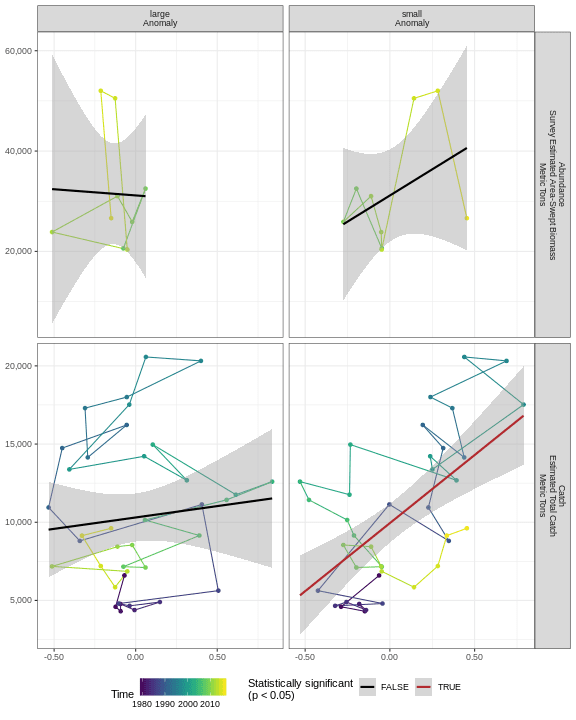 large
Anomaly
small
Anomaly
60,000
40,000
20,000
Abundance
Survey Estimated Area-Swept Biomass
Metric Tons
20,000
15,000
10,000
5,000
Catch
Estimated Total Catch
Metric Tons
-0.50
0.00
0.50
-0.50
0.00
0.50
Time
1980 1990 2000 2010
Statistically significant
(p < 0.05)
FALSE
TRUE